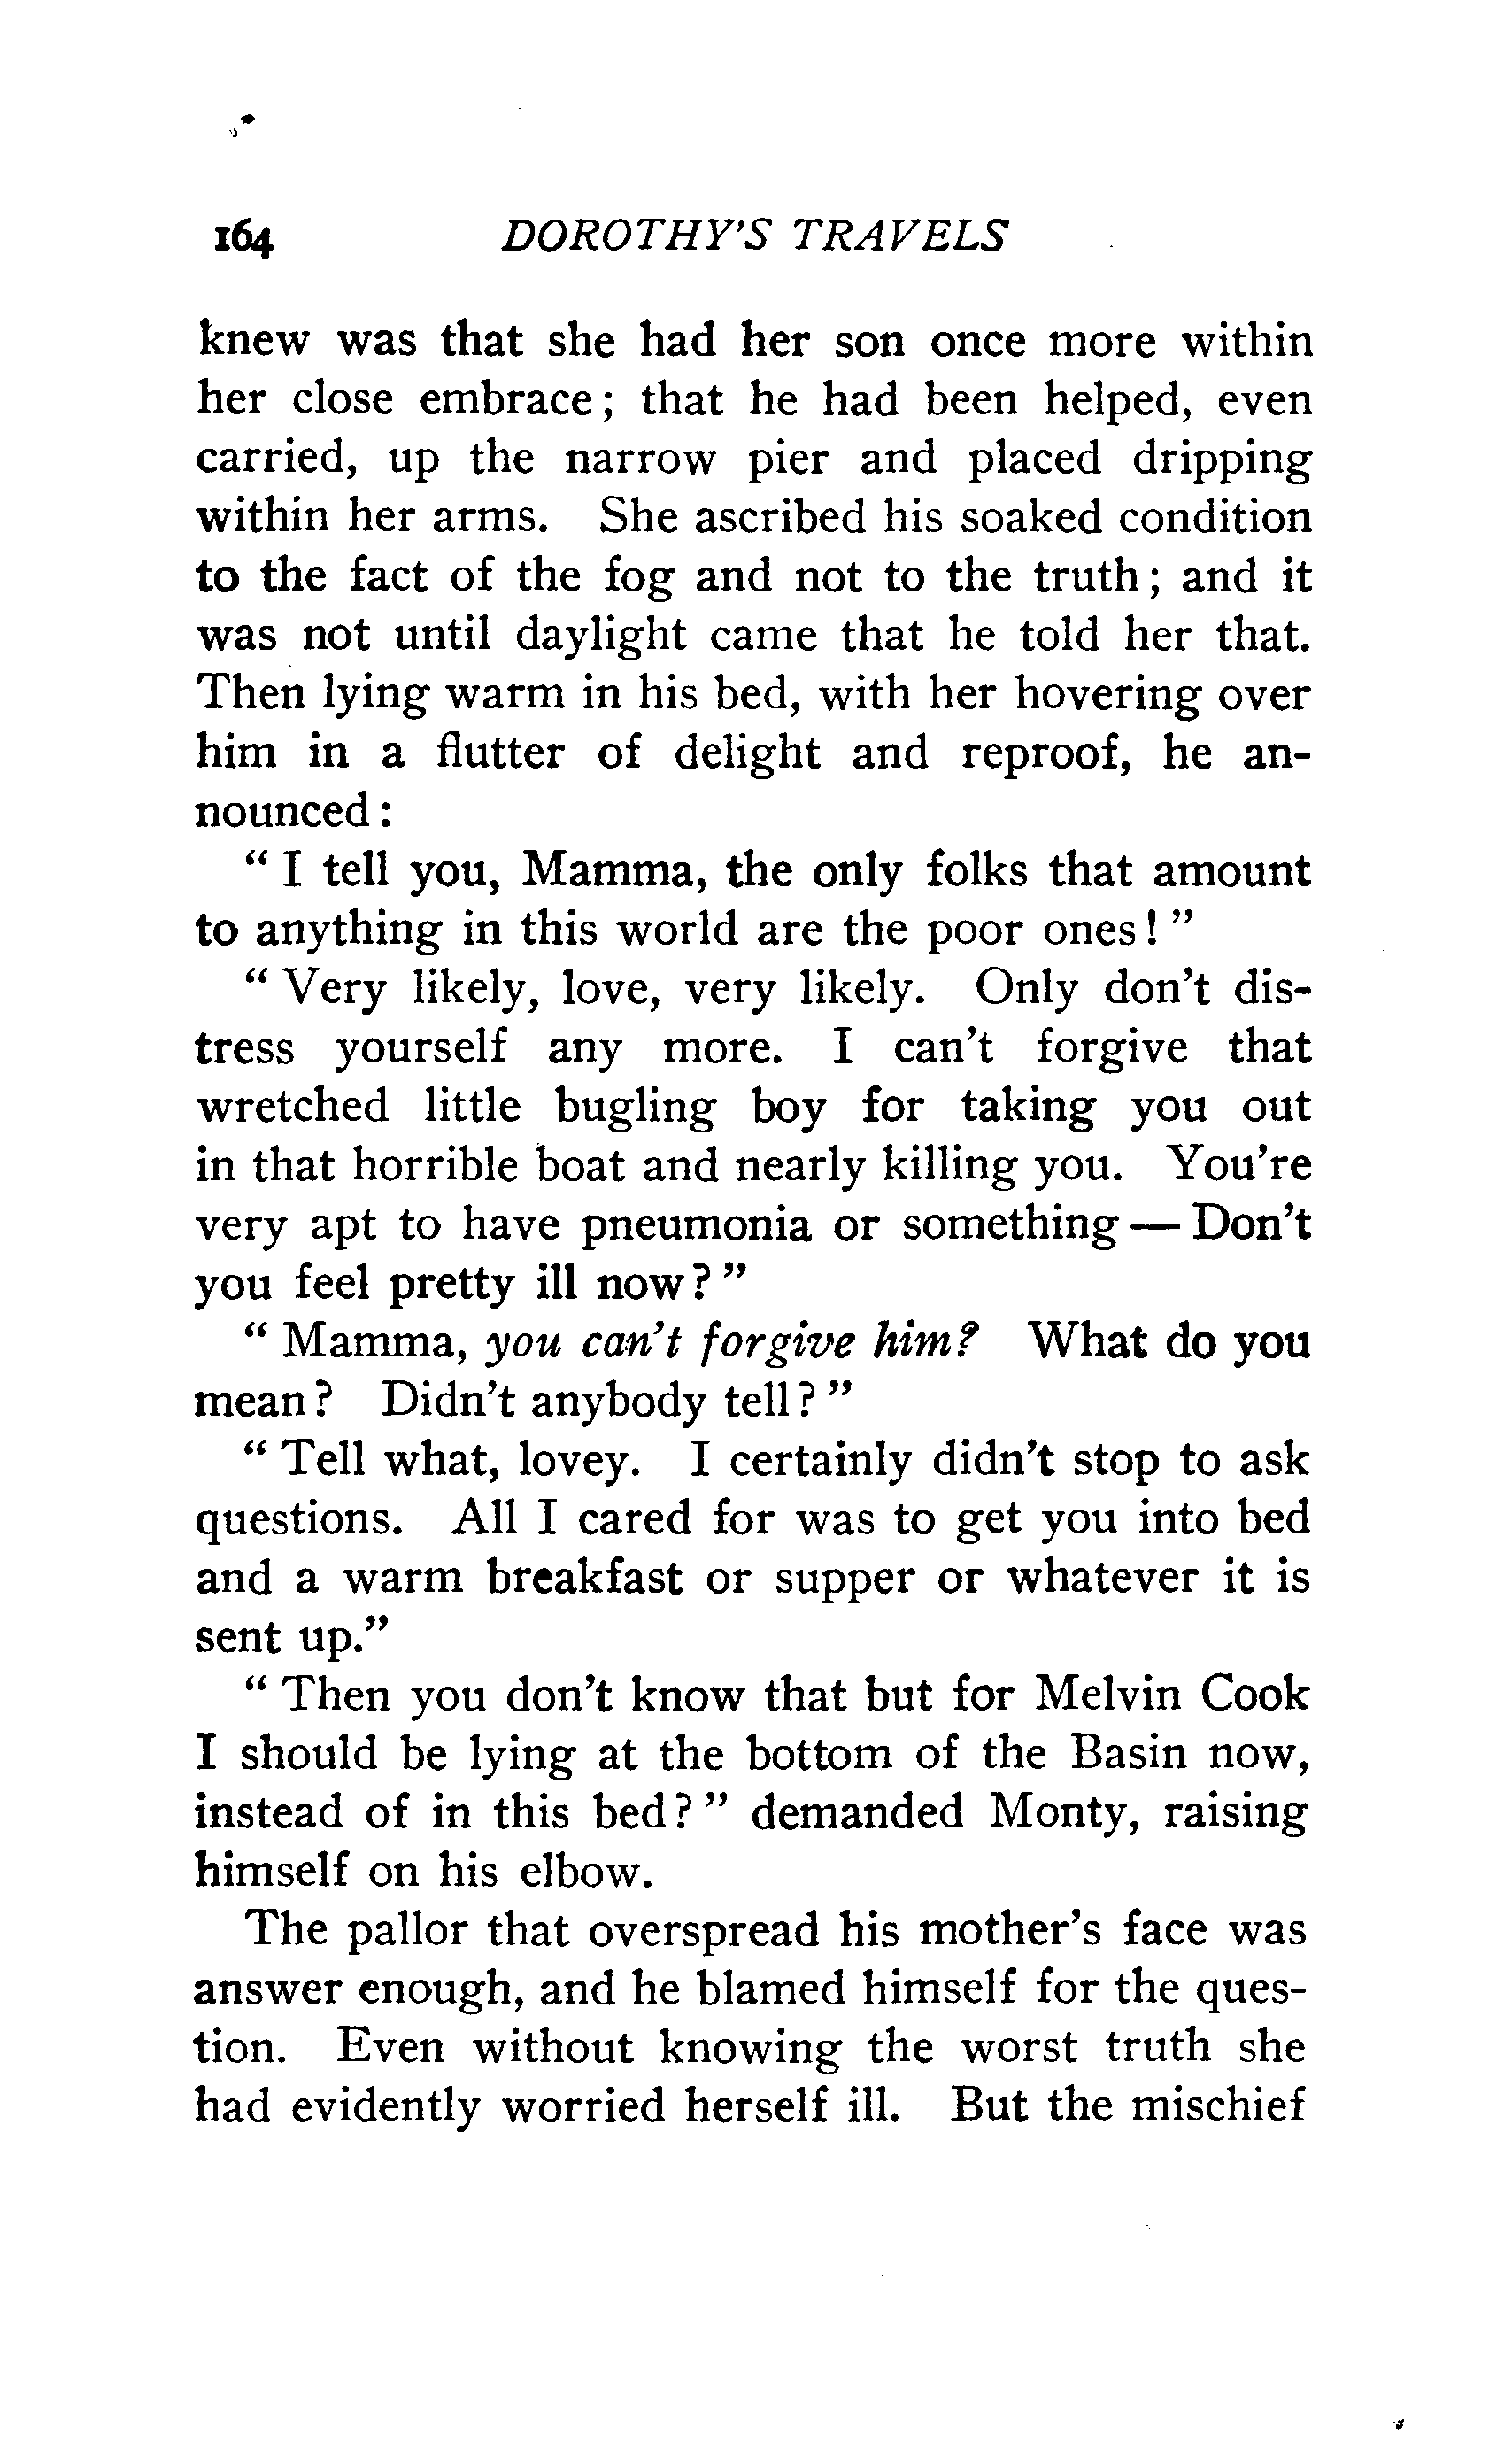 164 DOROTHY'S TRAVELS
knew was that she had her son once more within
her close embrace; that he had been helped, even
carried, up the narrow pier and placed dripping
within her arms. She ascribed his soaked condition
to the fact of the fog and not to the truth; and it
was not until daylight came that he told her that.
Then lying warm in his bed, with her hovering over
him in a flutter of delight and reproof, he an-
nounced:
"I tell you, Mamma, the only folks that amount
to anything in this world are the poor ones!"
"Very likely, love, very likely. Only don't dis-
tress yourself any more. I can't forgive that
wretched little bugling boy for taking you out
in that horrible boat and nearly killing you. You're
very apt to have pneumonia or something — Don't
you feel pretty ill now?"
"Mamma, you can't forgive him? What do you
mean? Didn't anybody tell?"
"Tell what, lovey. I certainly didn't stop to ask
questions. All I cared for was to get you into bed
and a warm breakfast or supper or whatever it is
sent up."
"Then you don't know that but for Melvin Cook
I should be lying at the bottom of the Basin now,
instead of in this bed?" demanded Monty, raising
himself on his elbow.
The pallor that overspread his mother's face was
answer enough, and he blamed himself for the ques-
tion. Even without knowing the worst truth she
had evidently worried herself ill. But the mischief